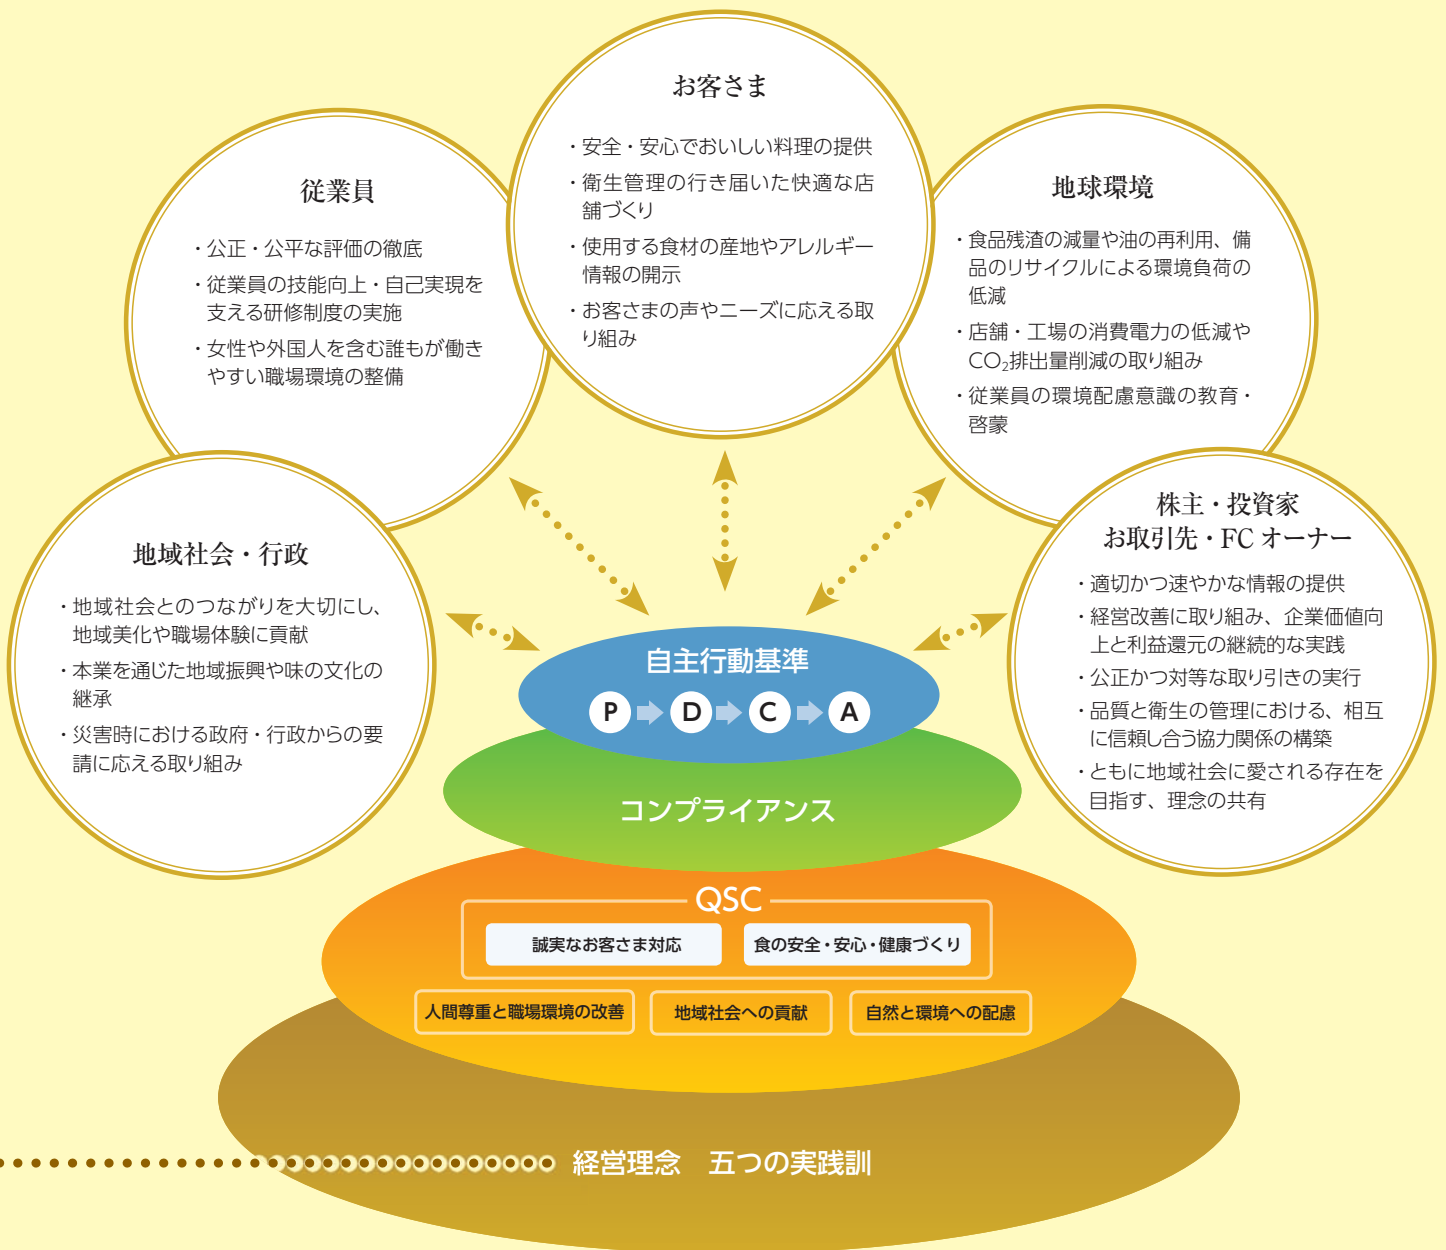 お客さま
・安全・安心でおいしい料理の提供
・衛生管理の行き届いた快適な店
舗づくり
・使用する食材の産地やアレルギー
情報の開示
・お客さまの声やニーズに応える取
り組み
従業員
・公正・公平な評価の徹底
・従業員の技能向上・自己実現を
支える研修制度の実施
・女性や外国人を含む誰もが働き
やすい職場環境の整備
地球環境
・食品残渣の減量や油の再利用、備
品のリサイクルによる環境負荷の
低減
・店舗・工場の消費電力の低減や
CO₂排出量削減の取り組み
・従業員の環境配慮意識の教育・
啓蒙
地域社会・行政
・地域社会とのつながりを大切にし、
地域美化や職場体験に貢献
・本業を通じた地域振興や味の文化の
継承
・災害時における政府・行政からの要
請に応える取り組み
株主・投資家
お取引先・FC オーナー
・適切かつ速やかな情報の提供
・経営改善に取り組み、企業価値向
上と利益還元の継続的な実践
・公正かつ対等な取り引きの実行
・品質と衛生の管理における、相互
に信頼し合う協力関係の構築
・ともに地域社会に愛される存在を
目指す、理念の共有
自主行動基準
P D C A
コンプライアンス
QSC
誠実なお客さま対応 食の安全・安心・健康づくり
人間尊重と職場環境の改善 地域社会への貢献 自然と環境への配慮
経営理念　五つの実践訓